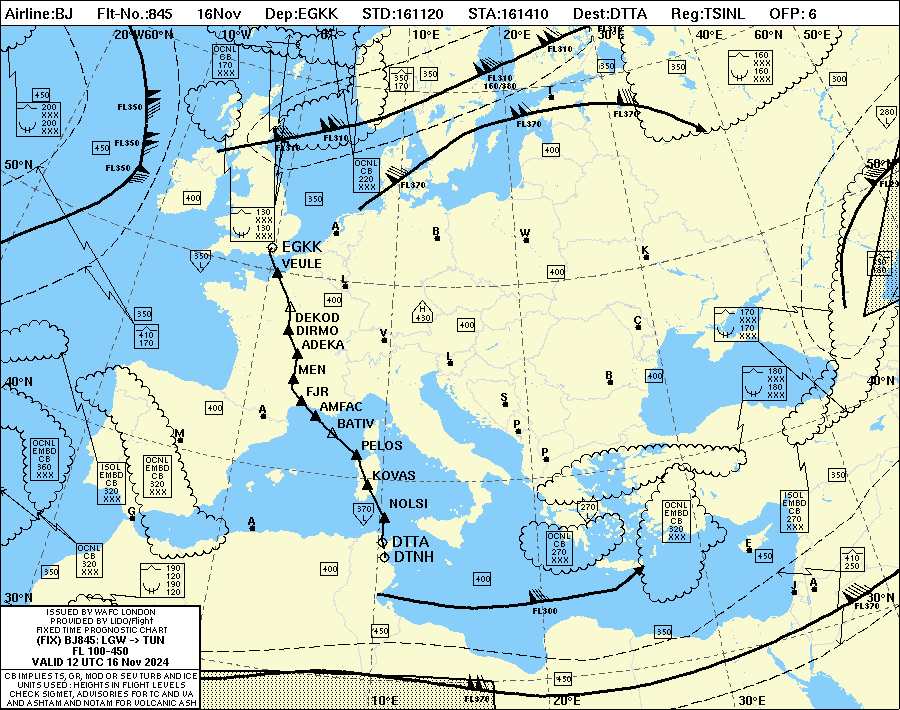 Airline:BJ Flt-No.:845 16Nov Dep:EGKK STD:161120 STA:161410 Dest:DTTA Reg:TSINL OFP: 6
20°W60°N 10°W 0°E 10°E 20°E 30°E 40°E 60°N 50°E
FL310
FL310
160/380
OCNL
CB
170
XXX
350
170
350
350
350
160
XXX
160
XXX
300
450
200
XXX
200
XXX
FL350
FL350
FL350
450
T
FL370
FL370
280
FL310
FL310
50°N
50°N
OCNL
CB
220
XXX
FL370
400
400
350
400
130
XXX
130
XXX
A
B
W
K
EGKK
350
VEULE
L
400
400
H
430
400
350
DEKOD
DIRMO
ADEKA
410
170
V
C
170
XXX
170
XXX
L
MEN
40°N
40°N
B
400
180
XXX
180
XXX
FJR
AMFAC
BATIV
400
A
S
P
M
PELOS
P
OCNL
EMBD
CB
360
XXX
ISOL
EMBD
CB
320
XXX
OCNL
EMBD
CB
320
XXX
KOVAS
350
NOLSI
370
270
OCNL
EMBD
CB
320
XXX
ISOL
EMBD
CB
270
XXX
G
A
DTTA
DTNH
OCNL
CB
270
XXX
E
450
410
250
OCNL
CB
320
XXX
350
190
120
190
120
400
400
J
A
30°N
30°N
FL300
FL370
450
350
450
FL370
10°E
20°E
30°E
ISSUED BY WAFC LONDON
PROVIDED BY LIDO/Flight
FIXED TIME PROGNOSTIC CHART
(FIX) BJ845: LGW -> TUN
FL 100-450
VALID 12 UTC 16 Nov 2024
CB IMPLIES TS, GR, MOD OR SEV TURB AND ICE
UNITS USED: HEIGHTS IN FLIGHT LEVELS
CHECK SIGMET, ADVISORIES FOR TC AND VA
AND ASHTAM AND NOTAM FOR VOLCANIC ASH